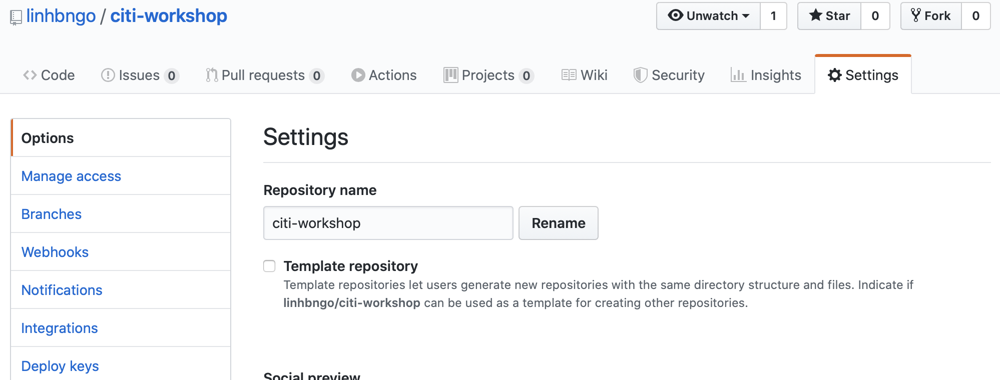 linhbngo / citi-workshop
Unwatch 1 Star 0 Fork 0
Code Issues 0 Pull requests 0 Actions Projects 0 Wiki Security Insights Settings
Options
Manage access
Branches
Webhooks
Notifications
Integrations
Deploy keys
Settings
Repository name
citi-workshop Rename
Template repository
Template repositories let users generate new repositories with the same directory structure and files. Indicate if
linhbngo/citi-workshop can be used as a template for creating other repositories.
Social preview